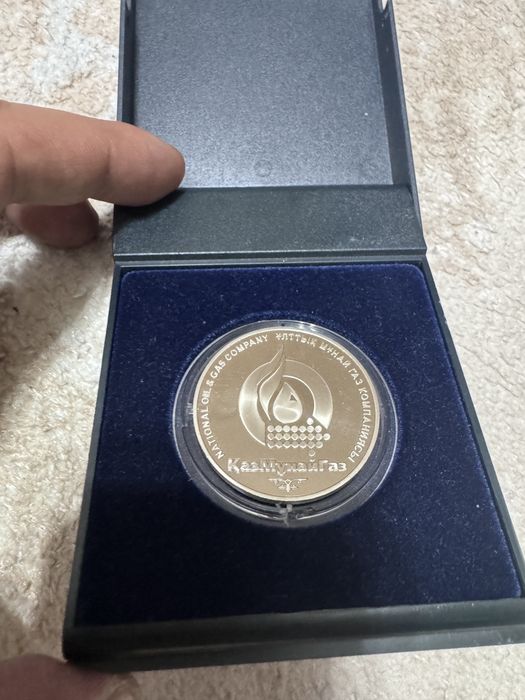 NATIONAL OIL & GAS COMPANY
ҰЛТТЫҚ МҰНАЙ ГАЗ КОМПАНИЯСЫ
ҚазМұнайГаз